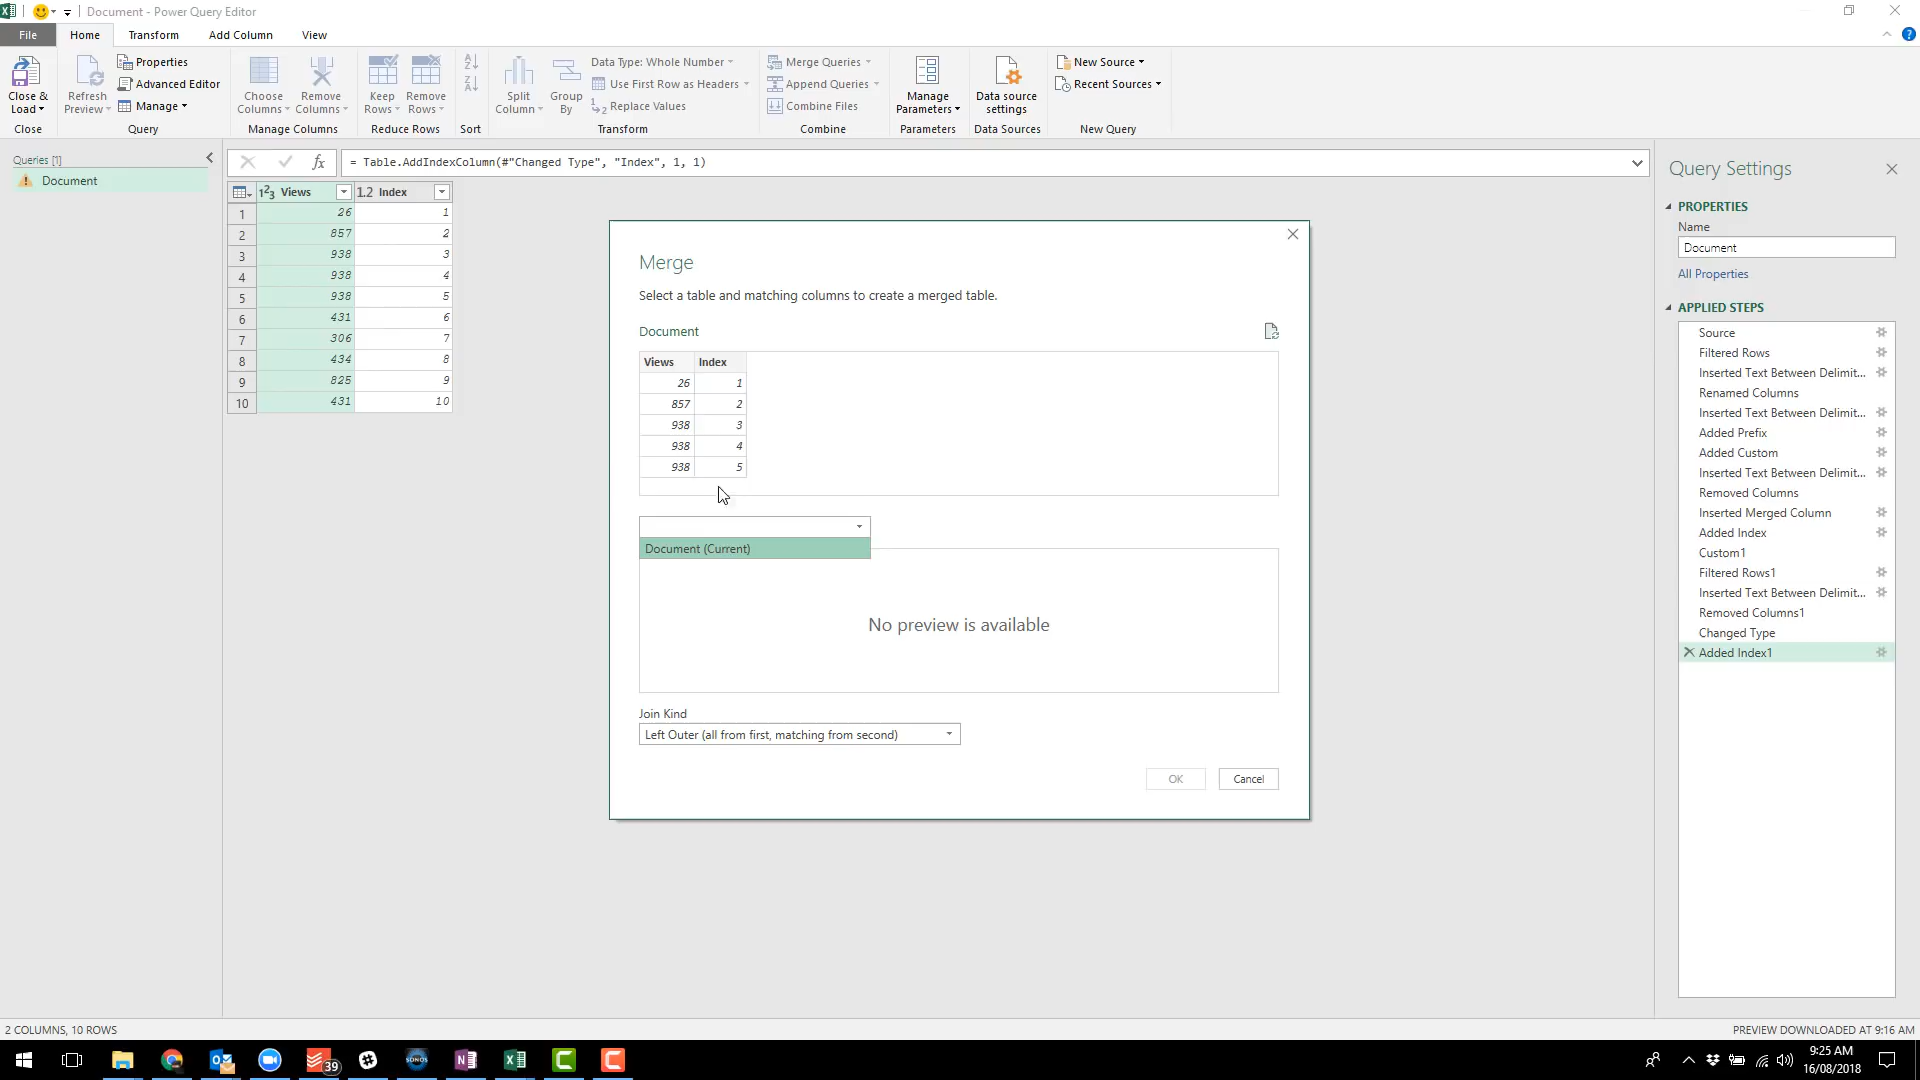 Document - Power Query Editor
File Home Transform Add Column View
Close & Load
Close
Refresh Preview
Properties
Advanced Editor
Manage
Query
Choose Columns
Remove Columns
Manage Columns
Keep Rows
Remove Rows
Reduce Rows
Sort
Split Column
Group By
Data Type: Whole Number
Use First Row as Headers
Replace Values
Transform
Merge Queries
Append Queries
Combine Files
Combine
Manage Parameters
Parameters
Data source settings
Data Sources
New Source
Recent Sources
New Query
Queries [1]
Document
fx = Table.AddIndexColumn(#"Changed Type", "Index", 1, 1)
123 Views 1.2 Index
1 26 1
2 857 2
3 938 3
4 938 4
5 938 5
6 431 6
7 306 7
8 434 8
9 825 9
10 431 10
Merge
Select a table and matching columns to create a merged table.
Document
Views Index
26 1
857 2
938 3
938 4
938 5
Document (Current)
No preview is available
Join Kind
Left Outer (all from first, matching from second)
OK Cancel
Query Settings
PROPERTIES
Name
Document
All Properties
APPLIED STEPS
Source
Filtered Rows
Inserted Text Between Delimit...
Renamed Columns
Inserted Text Between Delimit...
Added Prefix
Added Custom
Inserted Text Between Delimit...
Removed Columns
Inserted Merged Column
Added Index
Custom1
Filtered Rows1
Inserted Text Between Delimit...
Removed Columns1
Changed Type
Added Index1
2 COLUMNS, 10 ROWS
PREVIEW DOWNLOADED AT 9:16 AM
39
SONOS
9:25 AM
16/08/2018